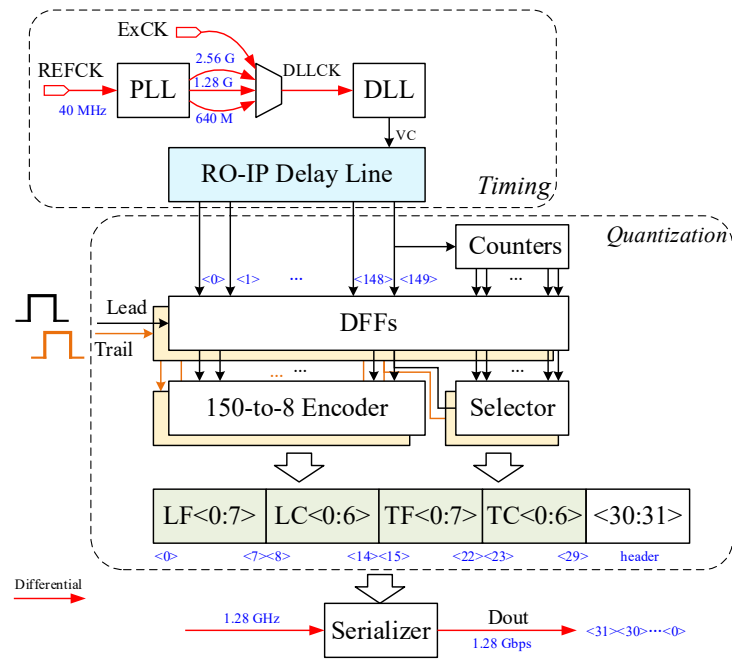 ExCK
REFCK
40 MHz
PLL
2.56 G
1.28 G
640 M
DLLCK
DLL
VC
RO-IP Delay Line
Timing
Quantization
Counters
<0>
<1>
...
<148>
<149>
...
Lead
Trail
DFFs
...
...
...
150-to-8 Encoder
Selector
LF<0:7>
LC<0:6>
TF<0:7>
TC<0:6>
<30:31>
<0>
<7><8>
<14><15>
<22><23>
<29>
header
Differential
1.28 GHz
Serializer
Dout
1.28 Gbps
<31><30>···<0>